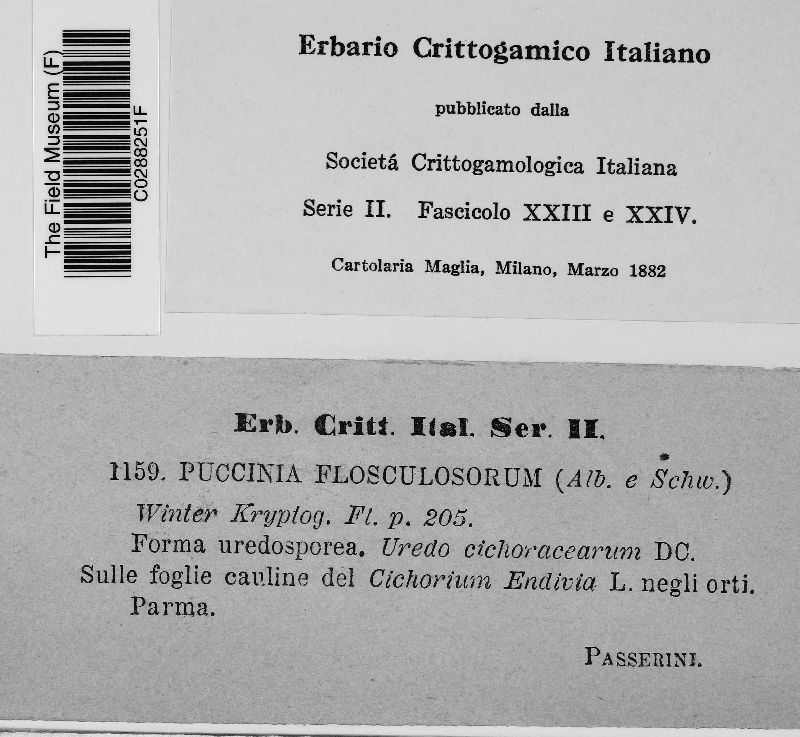 The Field Museum (F)
C0288251F
Erbario Crittogamico Italiano
pubblicato dalla
Societá Crittogamologica Italiana
Serie II. Fascicolo XXIII e XXIV.
Cartolaria Maglia, Milano, Marzo 1882
Erb. Critt. Ital. Ser. II.
1159. PUCCINIA FLOSCULOSORUM (Alb. e Schw.)
Winter Kryptog. Fl. p. 205.
Forma uredosporea. Uredo cichoracearum DC.
Sulle foglie cauline del Cichorium Endivia L. negli orti.
Parma.
PASSERINI.